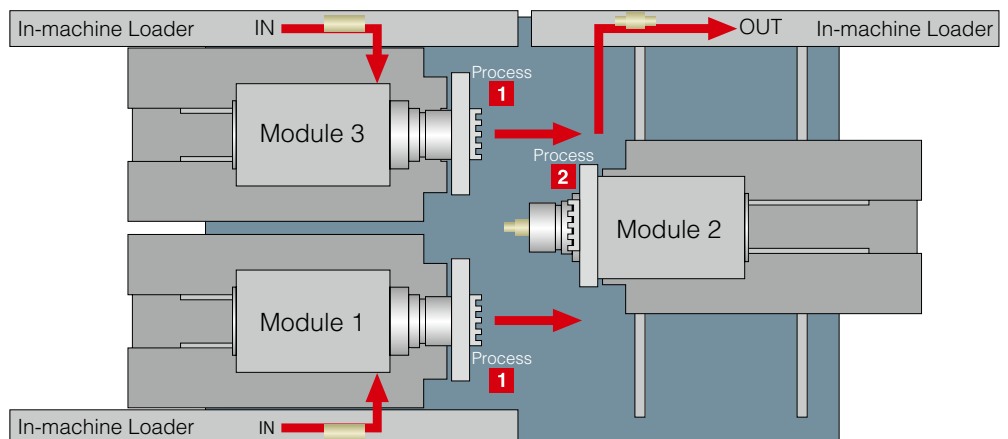 In-machine Loader IN
OUT In-machine Loader
Process
1
Module 3
Process
2
Module 2
Module 1
Process
1
In-machine Loader IN